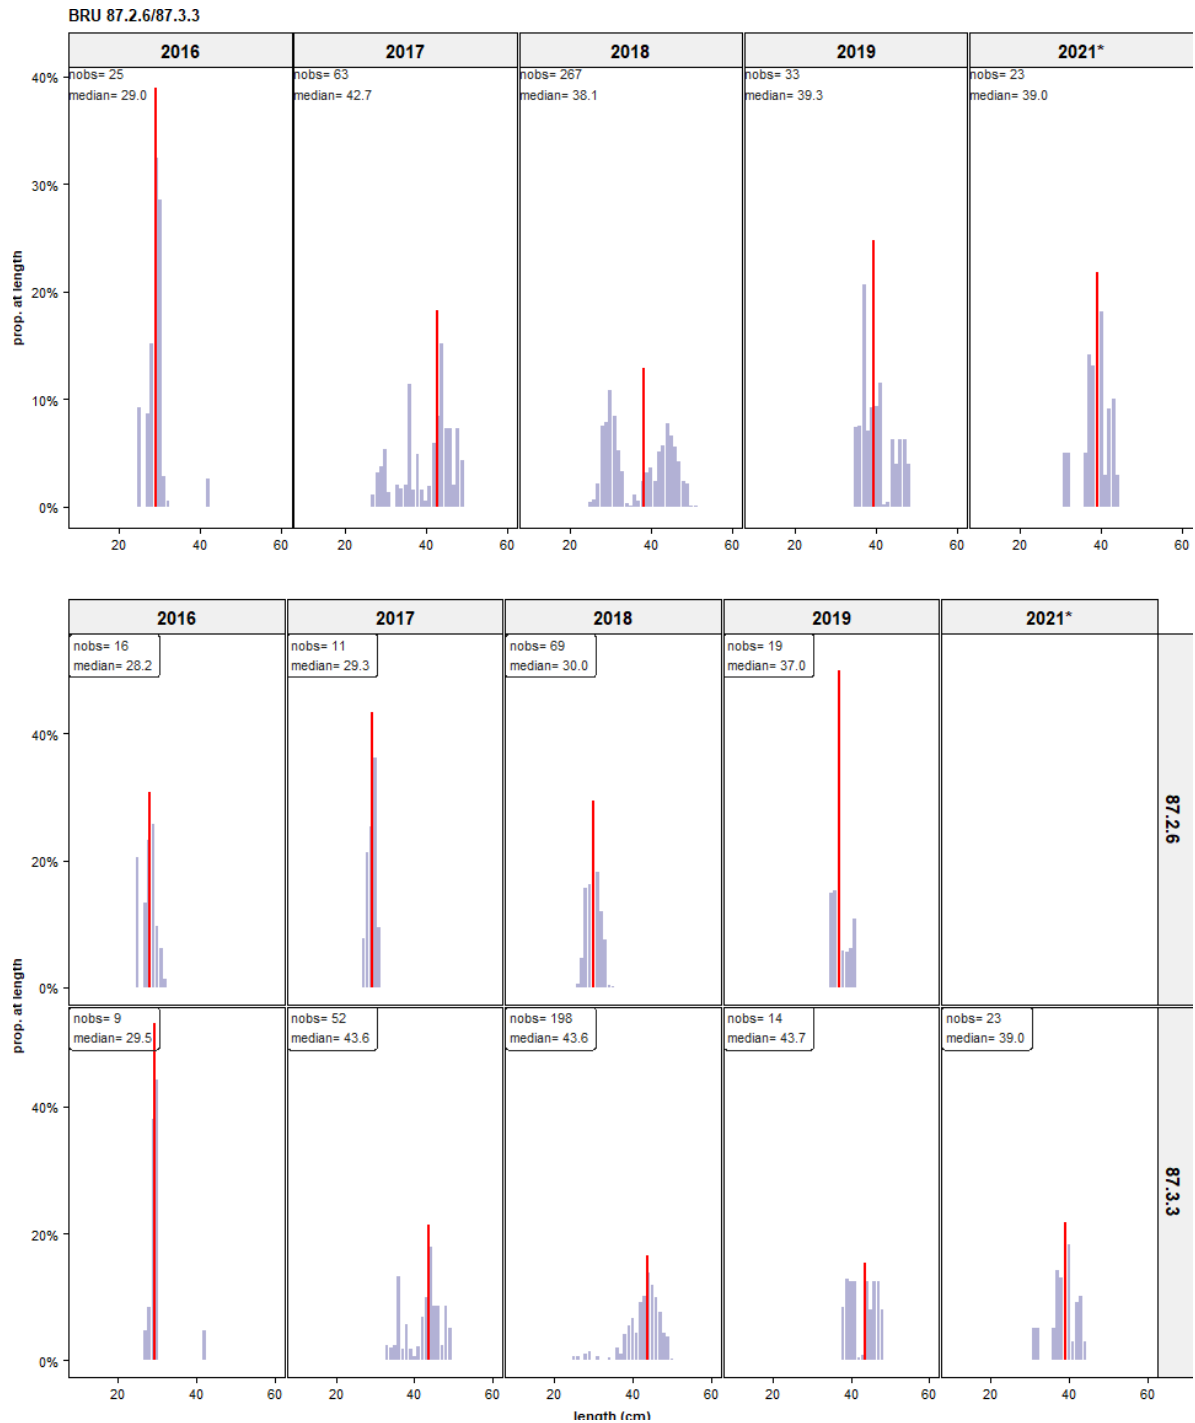 BRU 87.2.6/87.3.3
2016 2017 2018 2019 2021*
nobs= 25 nobs= 63 nobs= 267 nobs= 33 nobs= 23
median= 29.0 median= 42.7 median= 38.1 median= 39.3 median= 39.0
40%
30%
20%
10%
0%
prop. at length
20 40 60 20 40 60 20 40 60 20 40 60 20 40 60
2016 2017 2018 2019 2021*
nobs= 16 nobs= 11 nobs= 69 nobs= 19
median= 28.2 median= 29.3 median= 30.0 median= 37.0
40%
20%
0%
87.2.6
prop. at length
nobs= 9 nobs= 52 nobs= 198 nobs= 14 nobs= 23
median= 29.5 median= 43.6 median= 43.6 median= 43.7 median= 39.0
40%
20%
0%
87.3.3
20 40 60 20 40 60 20 40 60 20 40 60 20 40 60
length (cm)